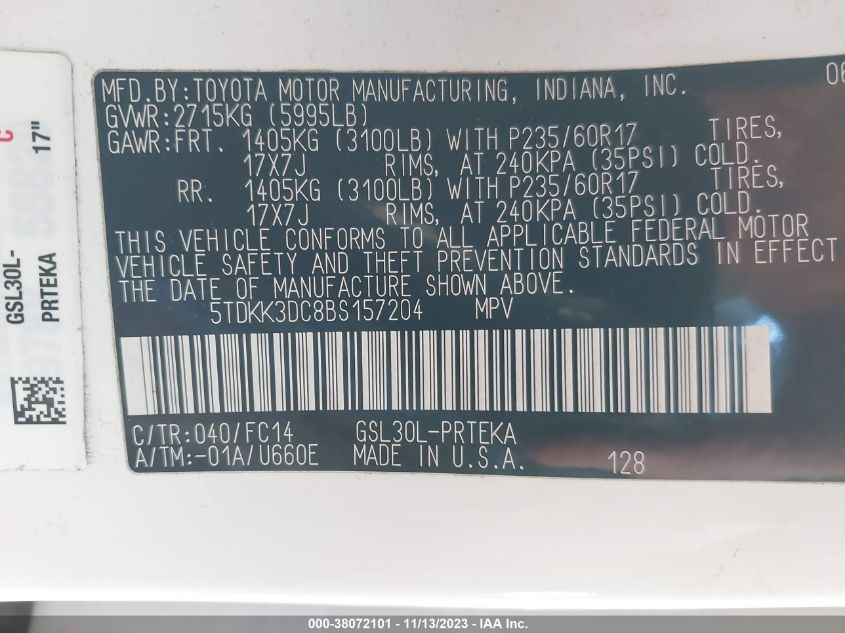 MFD.BY:TOYOTA MOTOR MANUFACTURING, INDIANA, INC. 06
GVWR:2715KG (5995LB)
GAWR:FRT. 1405KG (3100LB) WITH P235/60R17 TIRES,
17X7J RIMS, AT 240KPA (35PSI) COLD.
RR. 1405KG (3100LB) WITH P235/60R17 TIRES,
17X7J RIMS, AT 240KPA (35PSI) COLD.
THIS VEHICLE CONFORMS TO ALL APPLICABLE FEDERAL MOTOR
VEHICLE SAFETY AND THEFT PREVENTION STANDARDS IN EFFECT
THE DATE OF MANUFACTURE SHOWN ABOVE.
5TDKK3DC8BS157204 MPV
C/TR:040/FC14 GSL30L-PRTEKA
A/TM:-01A/U660E MADE IN U.S.A. 128
GSL30L-
PRTEKA
C
17"
000-38072101 - 11/13/2023 - IAA Inc.